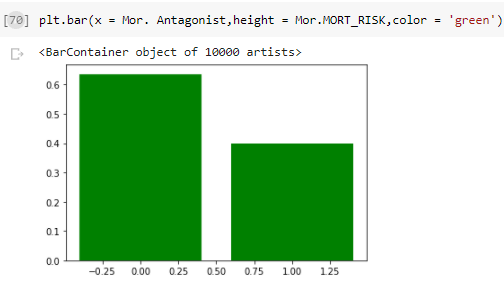 [70] plt.bar(x = Mor. Antagonist,height = Mor.MORT_RISK,color = 'green')
<BarContainer object of 10000 artists>
0.6
0.5
0.4
0.3
0.2
0.1
0.0
−0.25 0.00 0.25 0.50 0.75 1.00 1.25